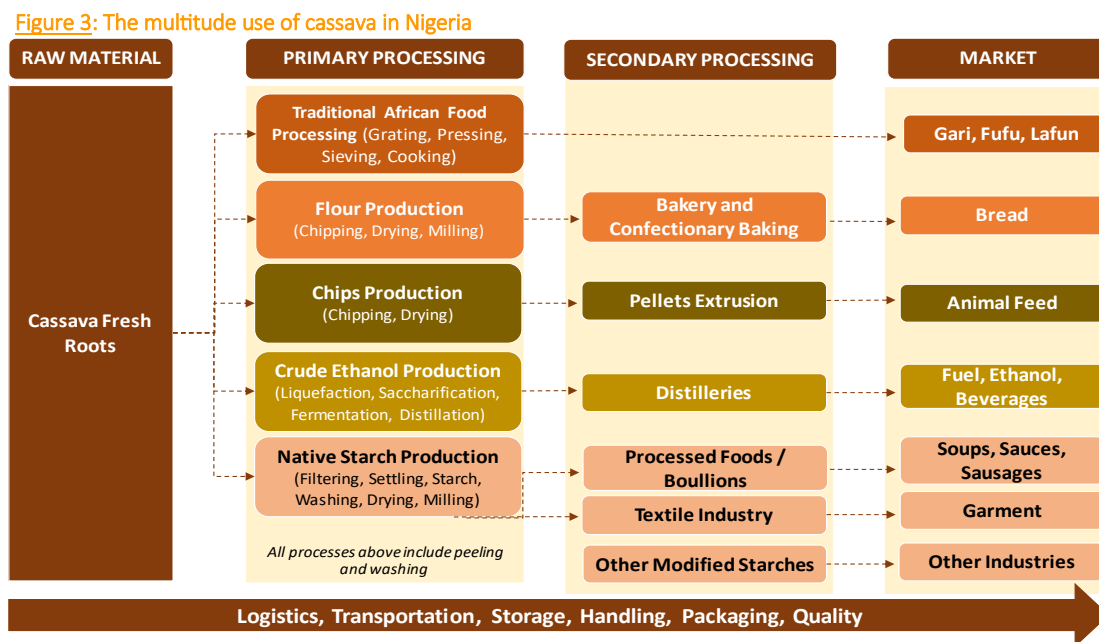 Figure 3: The multitude use of cassava in Nigeria
RAW MATERIAL
PRIMARY PROCESSING
SECONDARY PROCESSING
MARKET
Cassava Fresh
Roots
Traditional African Food
Processing (Grating, Pressing,
Sieving, Cooking)
Gari, Fufu, Lafun
Flour Production
(Chipping, Drying, Milling)
Bakery and
Confectionary Baking
Bread
Chips Production
(Chipping, Drying)
Pellets Extrusion
Animal Feed
Crude Ethanol Production
(Liquefaction, Saccharification,
Fermentation, Distillation)
Distilleries
Fuel, Ethanol,
Beverages
Native Starch Production
(Filtering, Settling, Starch,
Washing, Drying, Milling)
Processed Foods /
Boullions
Soups, Sauces,
Sausages
Textile Industry
Garment
Other Modified Starches
Other Industries
All processes above include peeling
and washing
Logistics, Transportation, Storage, Handling, Packaging, Quality